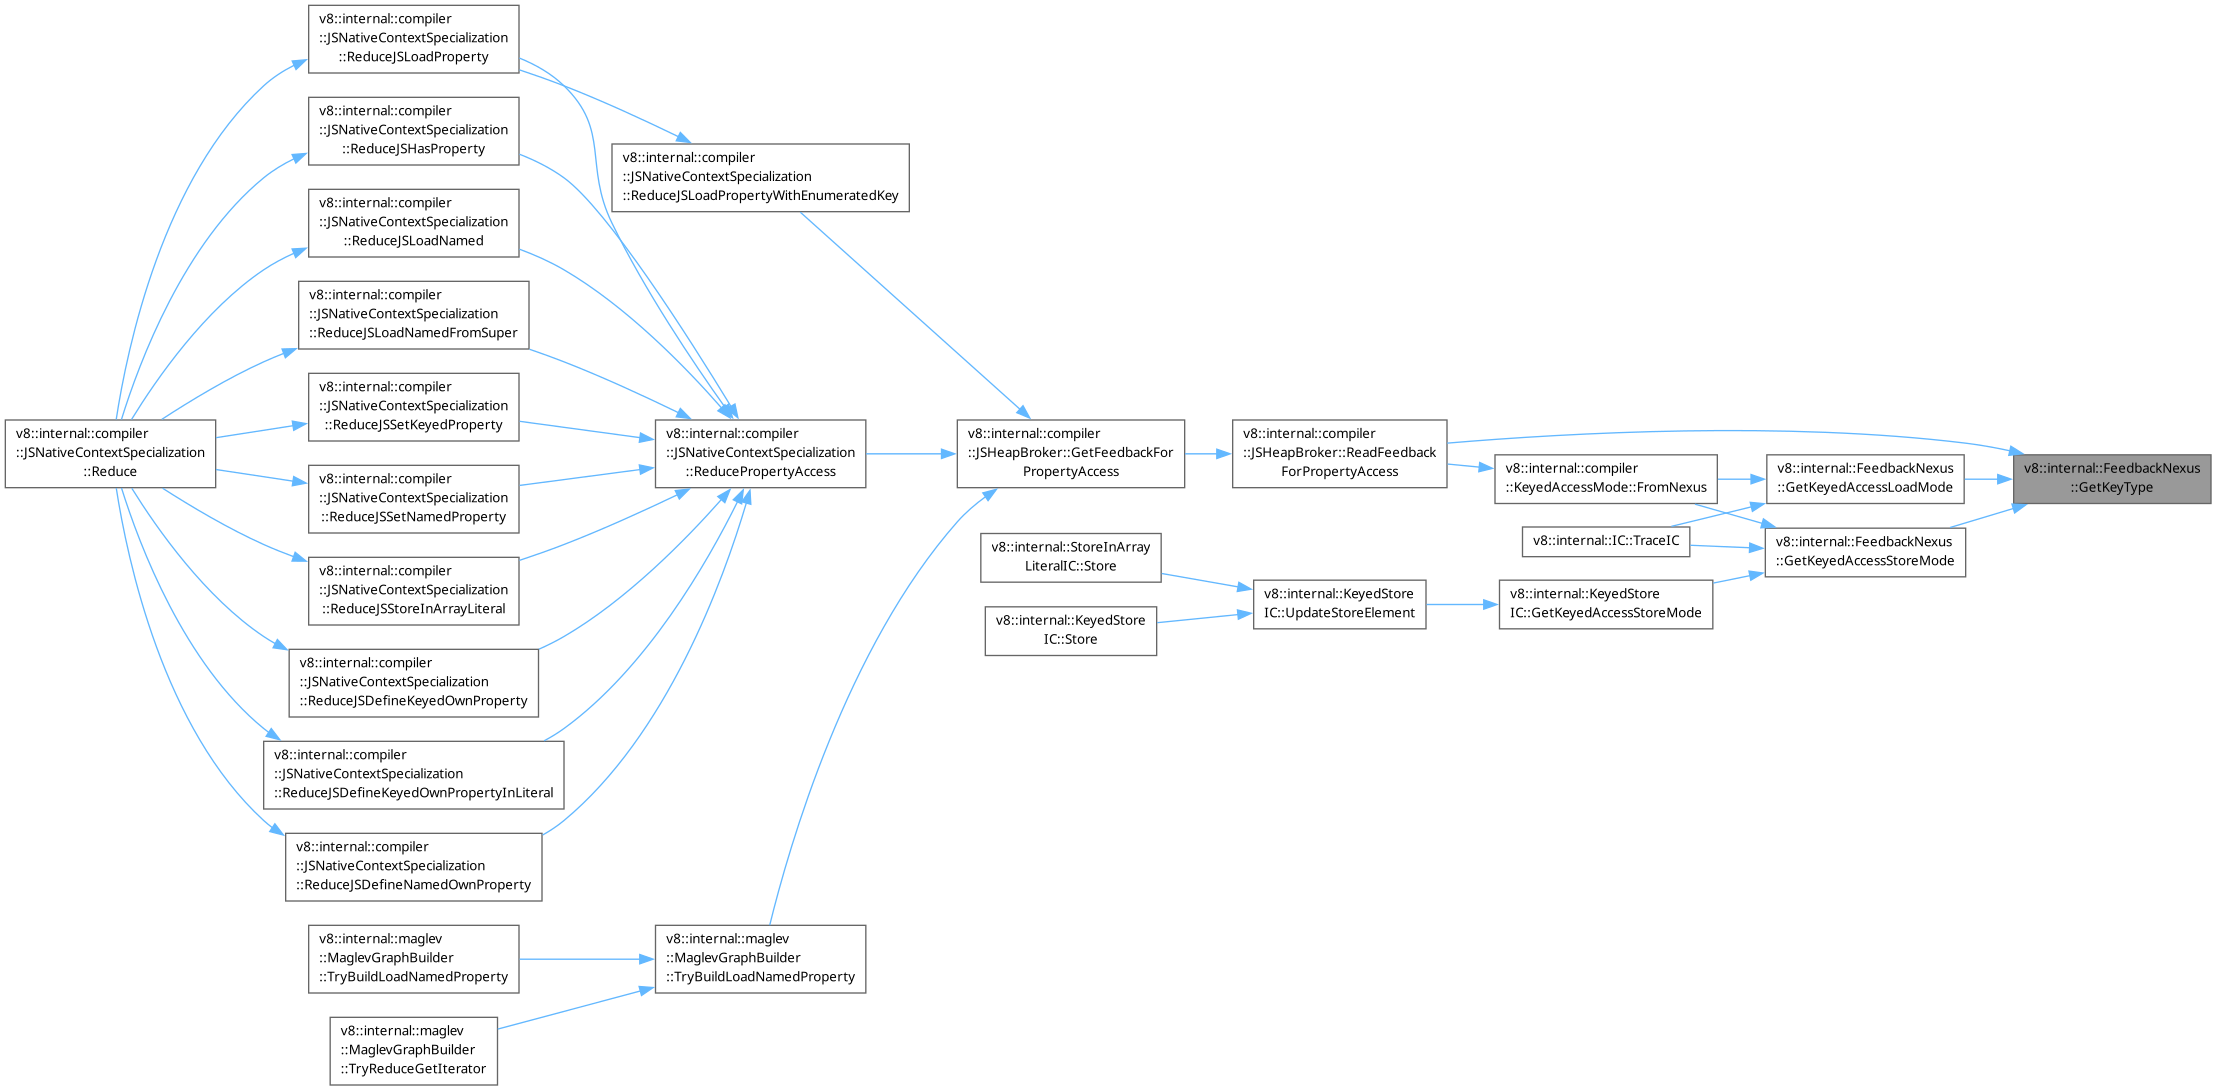 v8::internal::compiler
::JSNativeContextSpecialization
::ReduceJSLoadProperty
v8::internal::compiler
::JSNativeContextSpecialization
::ReduceJSHasProperty
v8::internal::compiler
::JSNativeContextSpecialization
::ReduceJSLoadNamed
v8::internal::compiler
::JSNativeContextSpecialization
::ReduceJSLoadNamedFromSuper
v8::internal::compiler
::JSNativeContextSpecialization
::ReduceJSSetKeyedProperty
v8::internal::compiler
::JSNativeContextSpecialization
::Reduce
v8::internal::compiler
::JSNativeContextSpecialization
::ReduceJSSetNamedProperty
v8::internal::compiler
::JSNativeContextSpecialization
::ReduceJSStoreInArrayLiteral
v8::internal::compiler
::JSNativeContextSpecialization
::ReduceJSDefineKeyedOwnProperty
v8::internal::compiler
::JSNativeContextSpecialization
::ReduceJSDefineKeyedOwnPropertyInLiteral
v8::internal::compiler
::JSNativeContextSpecialization
::ReduceJSDefineNamedOwnProperty
v8::internal::maglev
::MaglevGraphBuilder
::TryBuildLoadNamedProperty
v8::internal::maglev
::MaglevGraphBuilder
::TryReduceGetIterator
v8::internal::compiler
::JSNativeContextSpecialization
::ReduceJSLoadPropertyWithEnumeratedKey
v8::internal::compiler
::JSNativeContextSpecialization
::ReducePropertyAccess
v8::internal::maglev
::MaglevGraphBuilder
::TryBuildLoadNamedProperty
v8::internal::compiler
::JSHeapBroker::GetFeedbackFor
PropertyAccess
v8::internal::StoreInArray
LiteralIC::Store
v8::internal::KeyedStore
IC::Store
v8::internal::compiler
::JSHeapBroker::ReadFeedback
ForPropertyAccess
v8::internal::KeyedStore
IC::UpdateStoreElement
v8::internal::compiler
::KeyedAccessMode::FromNexus
v8::internal::IC::TraceIC
v8::internal::KeyedStore
IC::GetKeyedAccessStoreMode
v8::internal::FeedbackNexus
::GetKeyedAccessLoadMode
v8::internal::FeedbackNexus
::GetKeyedAccessStoreMode
v8::internal::FeedbackNexus
::GetKeyType